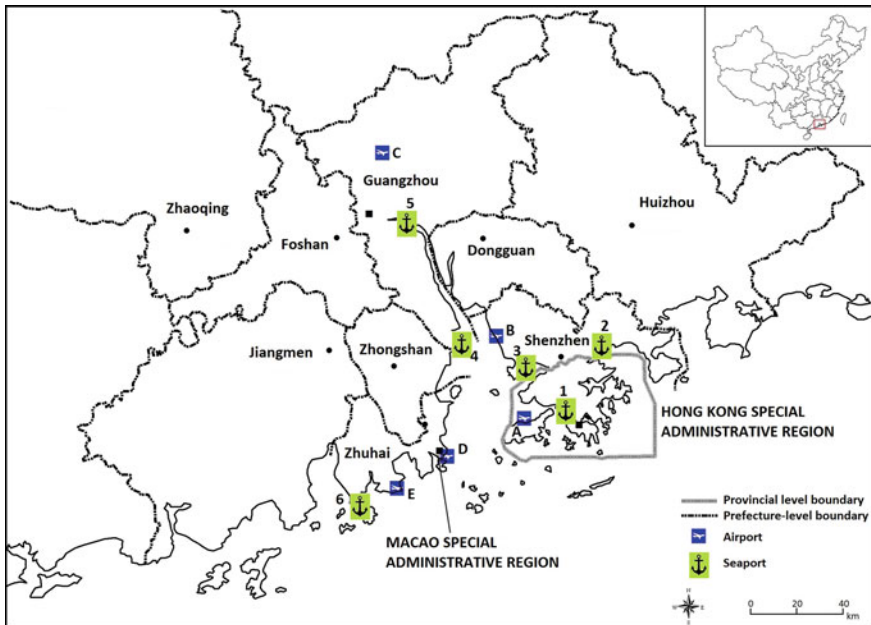 C
Guangzhou
5
Zhaoqing
Huizhou
Foshan
Dongguan
B
2
Shenzhen
4
3
Jiangmen
Zhongshan
1
HONG KONG SPECIAL
ADMINISTRATIVE REGION
A
D
Zhuhai
E
6
MACAO SPECIAL
ADMINISTRATIVE REGION
Provincial level boundary
Prefecture-level boundary
Airport
Seaport
N
W E
S
0 20 40
km